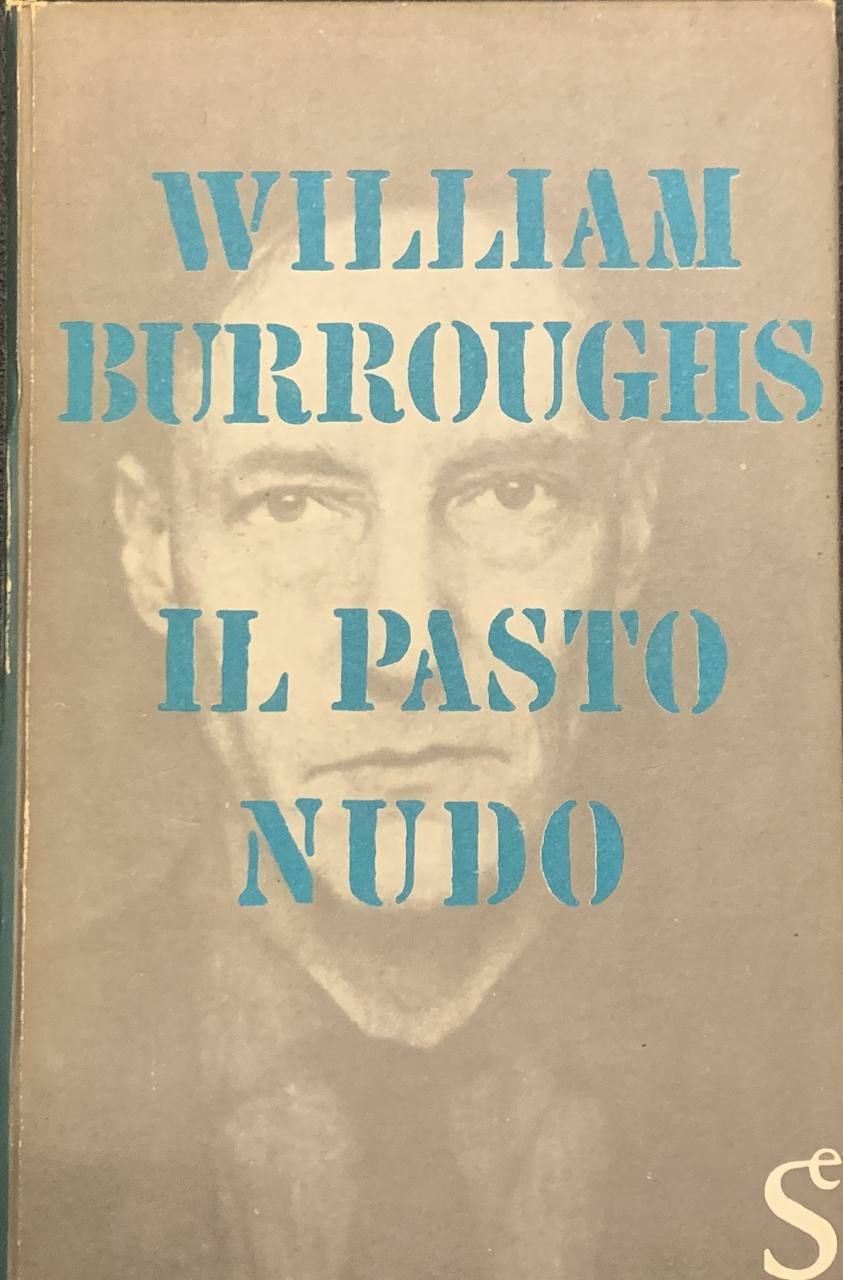 WILLIAM
BURROUGHS
IL PASTO
NUDO
Se